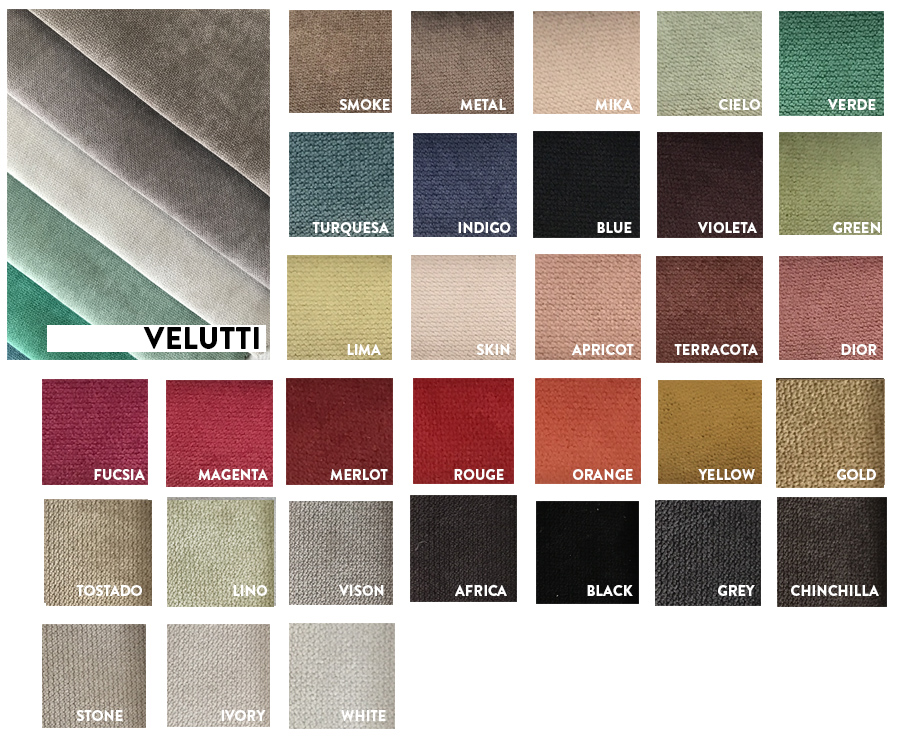 VELUTTI
SMOKE METAL MIKA CIELO VERDE
TURQUESA INDIGO BLUE VIOLETA GREEN
LIMA SKIN APRICOT TERRACOTA DIOR
FUCSIA MAGENTA MERLOT ROUGE ORANGE YELLOW GOLD
TOSTADO LINO VISON AFRICA BLACK GREY CHINCHILLA
STONE IVORY WHITE